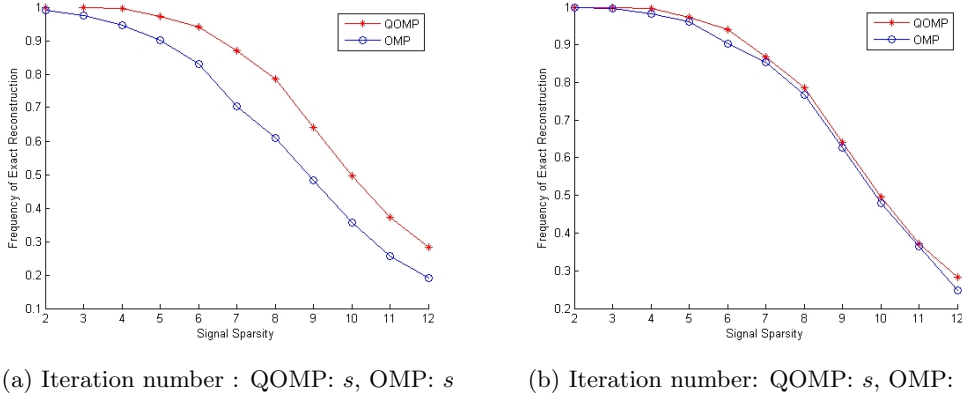 1
0.9
0.8
0.7
0.6
0.5
0.4
0.3
0.2
0.1
Frequency of Exact Reconstruction
2 3 4 5 6 7 8 9 10 11 12
Signal Sparsity
QOMP
OMP
(a) Iteration number : QOMP: s, OMP: s
1
0.9
0.8
0.7
0.6
0.5
0.4
0.3
0.2
Frequency of Exact Reconstruction
2 3 4 5 6 7 8 9 10 11 12
Signal Sparsity
QOMP
OMP
(b) Iteration number: QOMP: s, OMP: